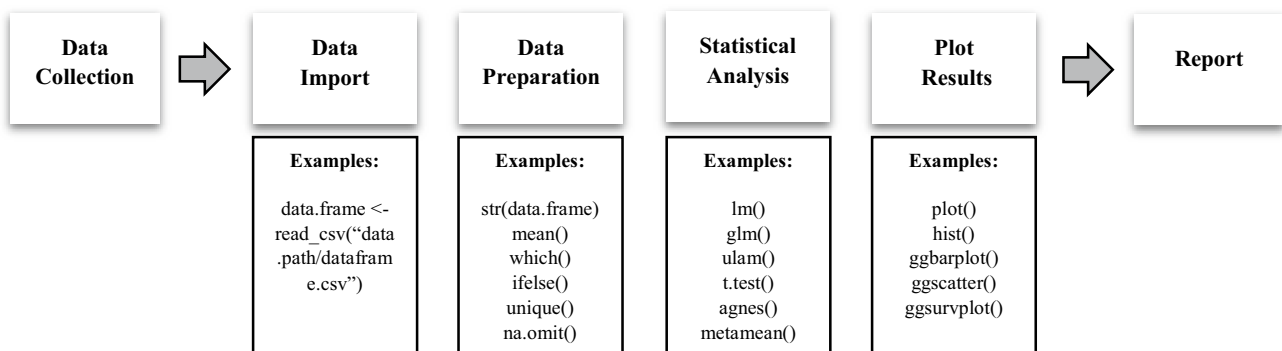 Data
Collection
Data
Import
Data
Preparation
Statistical
Analysis
Plot
Results
Report
Examples:
data.frame <-
read_csv(“data
.path/datafram
e.csv”)
Examples:
str(data.frame)
mean()
which()
ifelse()
unique()
na.omit()
Examples:
lm()
glm()
ulam()
t.test()
agnes()
metamean()
Examples:
plot()
hist()
ggbarplot()
ggscatter()
ggsurvplot()